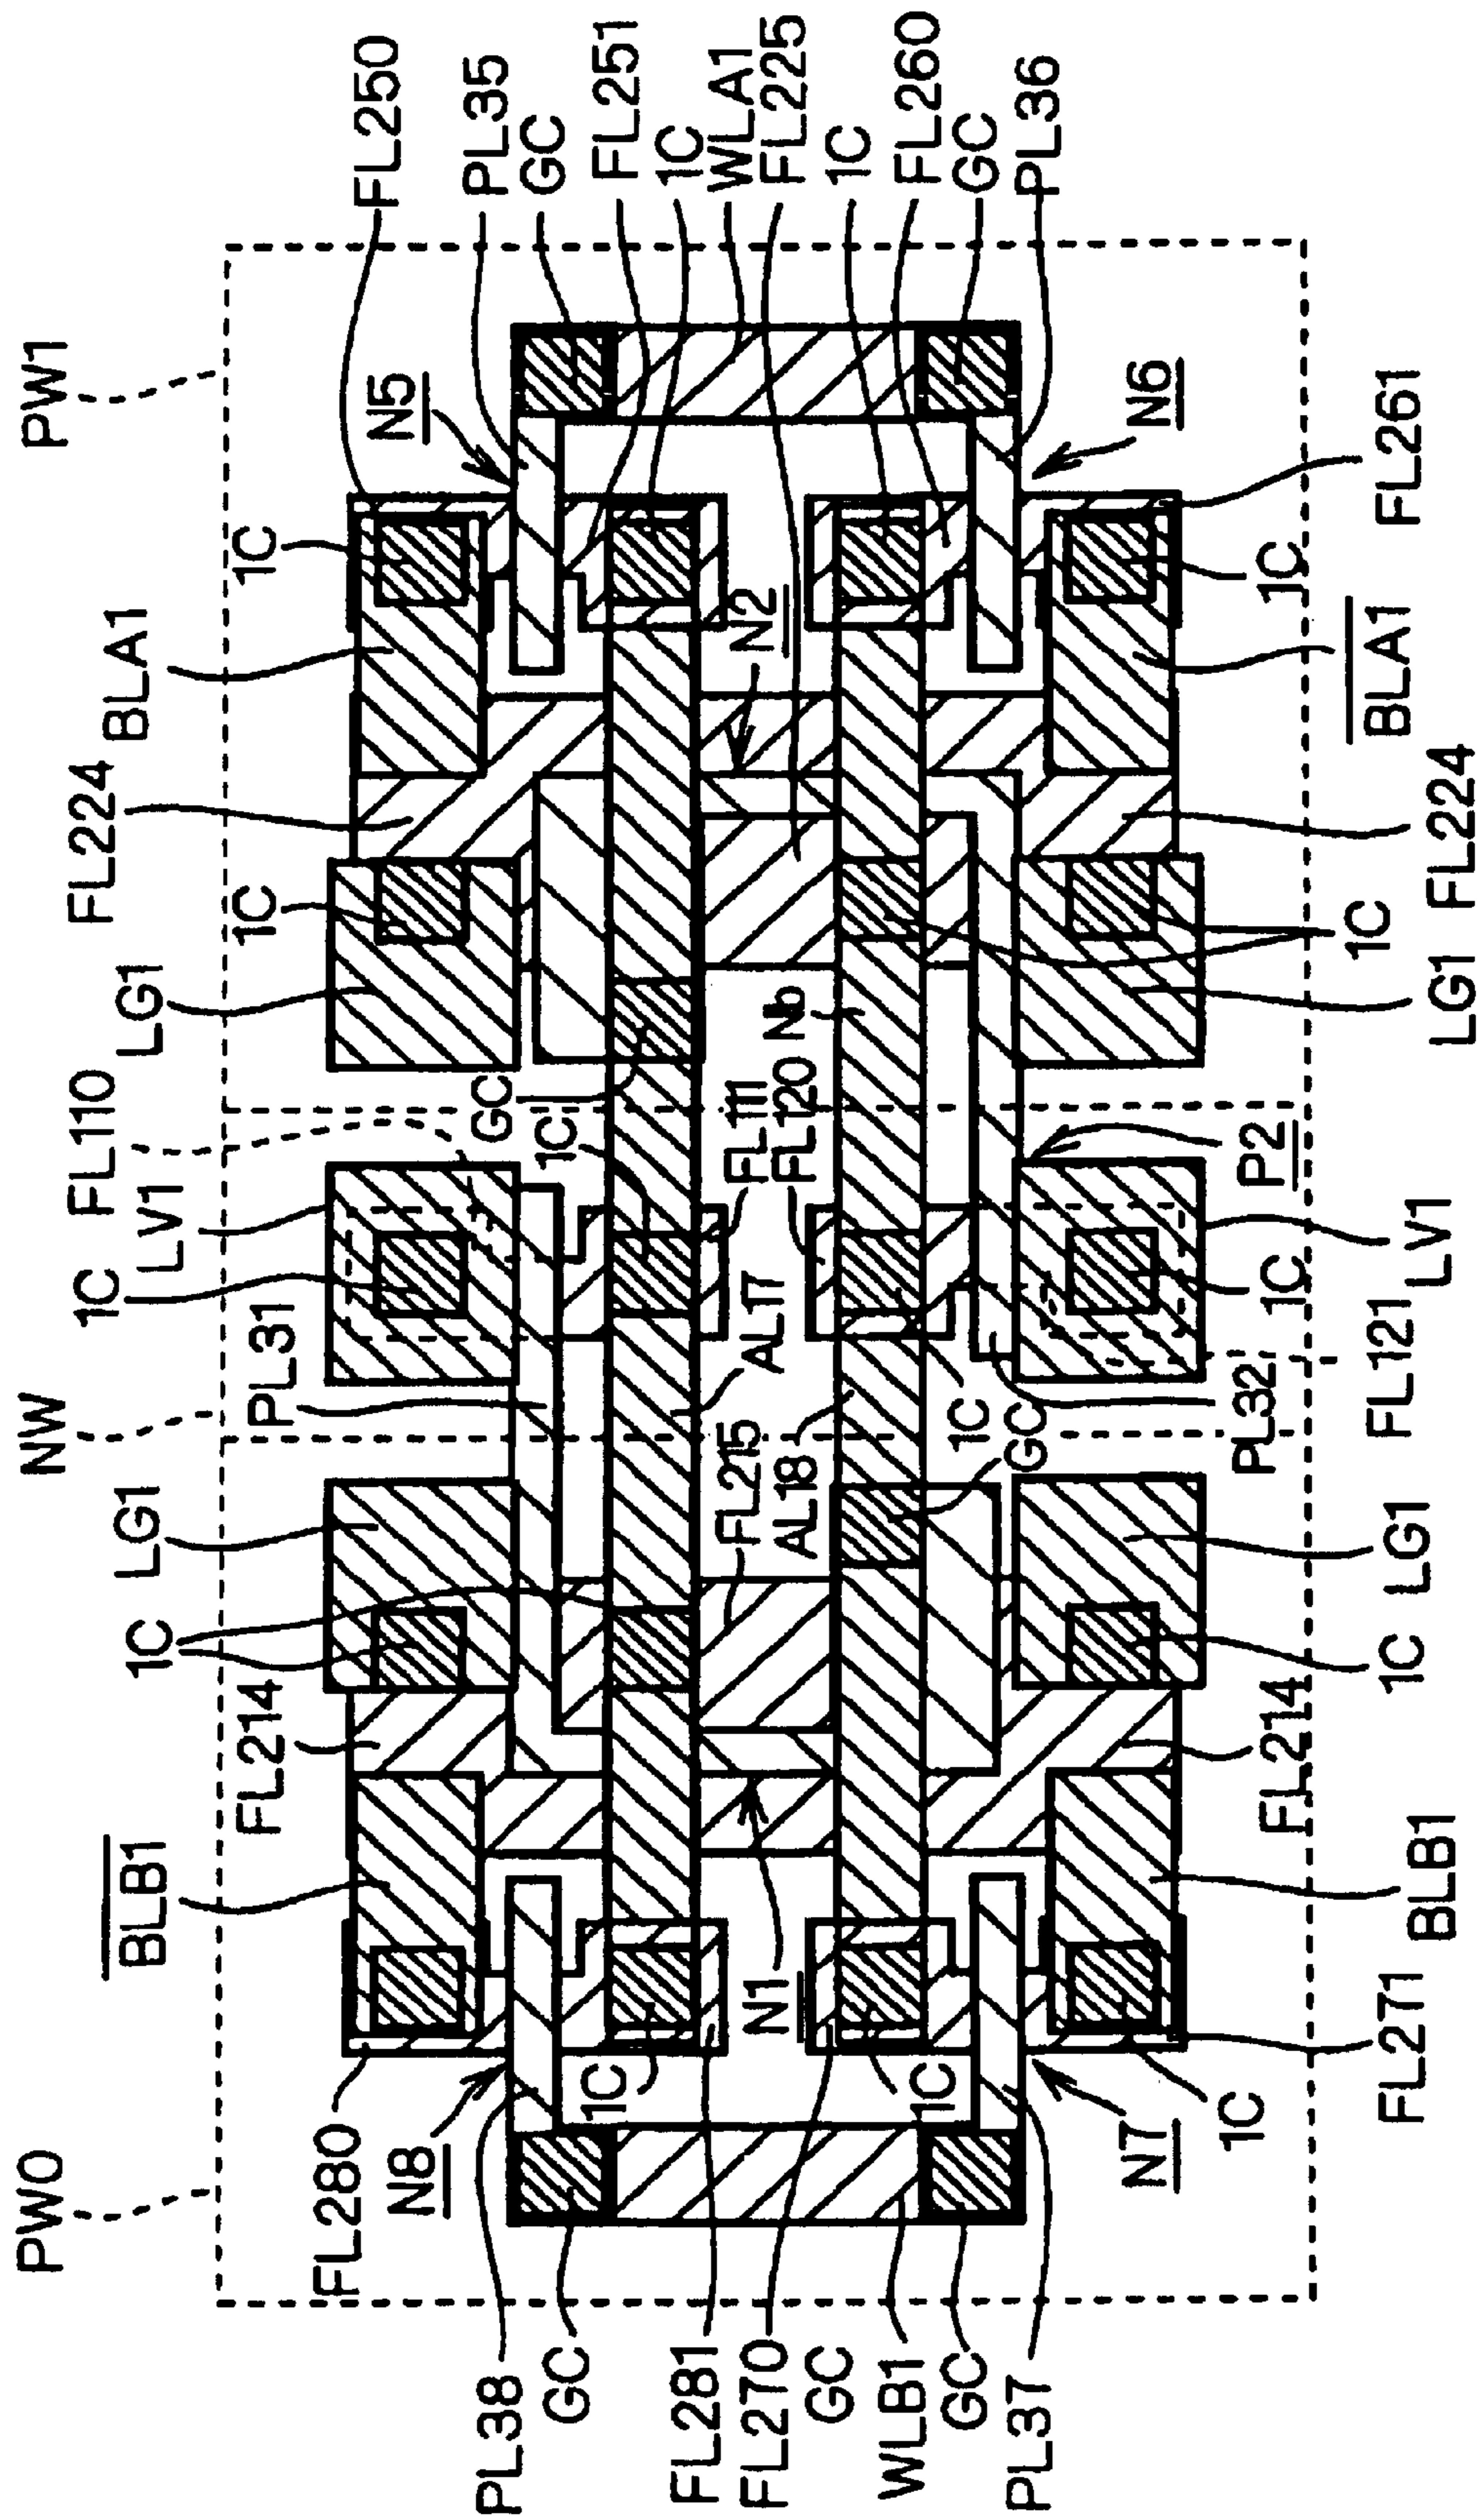 PW0
NW
PW1
BLB1
1C
LG1
1C
LV1
FL110
LG1
FL224
BLA1
FL214
PL31
1C
1C
FL280
N8
N5
FL250
PL38
GC
PL35
GC
GC
1C
1C
FL251
FL281
FL270
N1
FL215
AL18
AL17
FL111
FL120
Nb
N2
1C
WLA1
FL225
GC
WLB1
GC
PL37
1C
1C
GC
1C
FL260
GC
PL36
N7
1C
FL214
PL32
1C
P2
1C
N6
FL271
BLB1
1C
LG1
FL121
LV1
1C
LG1
FL224
BLA1
FL261